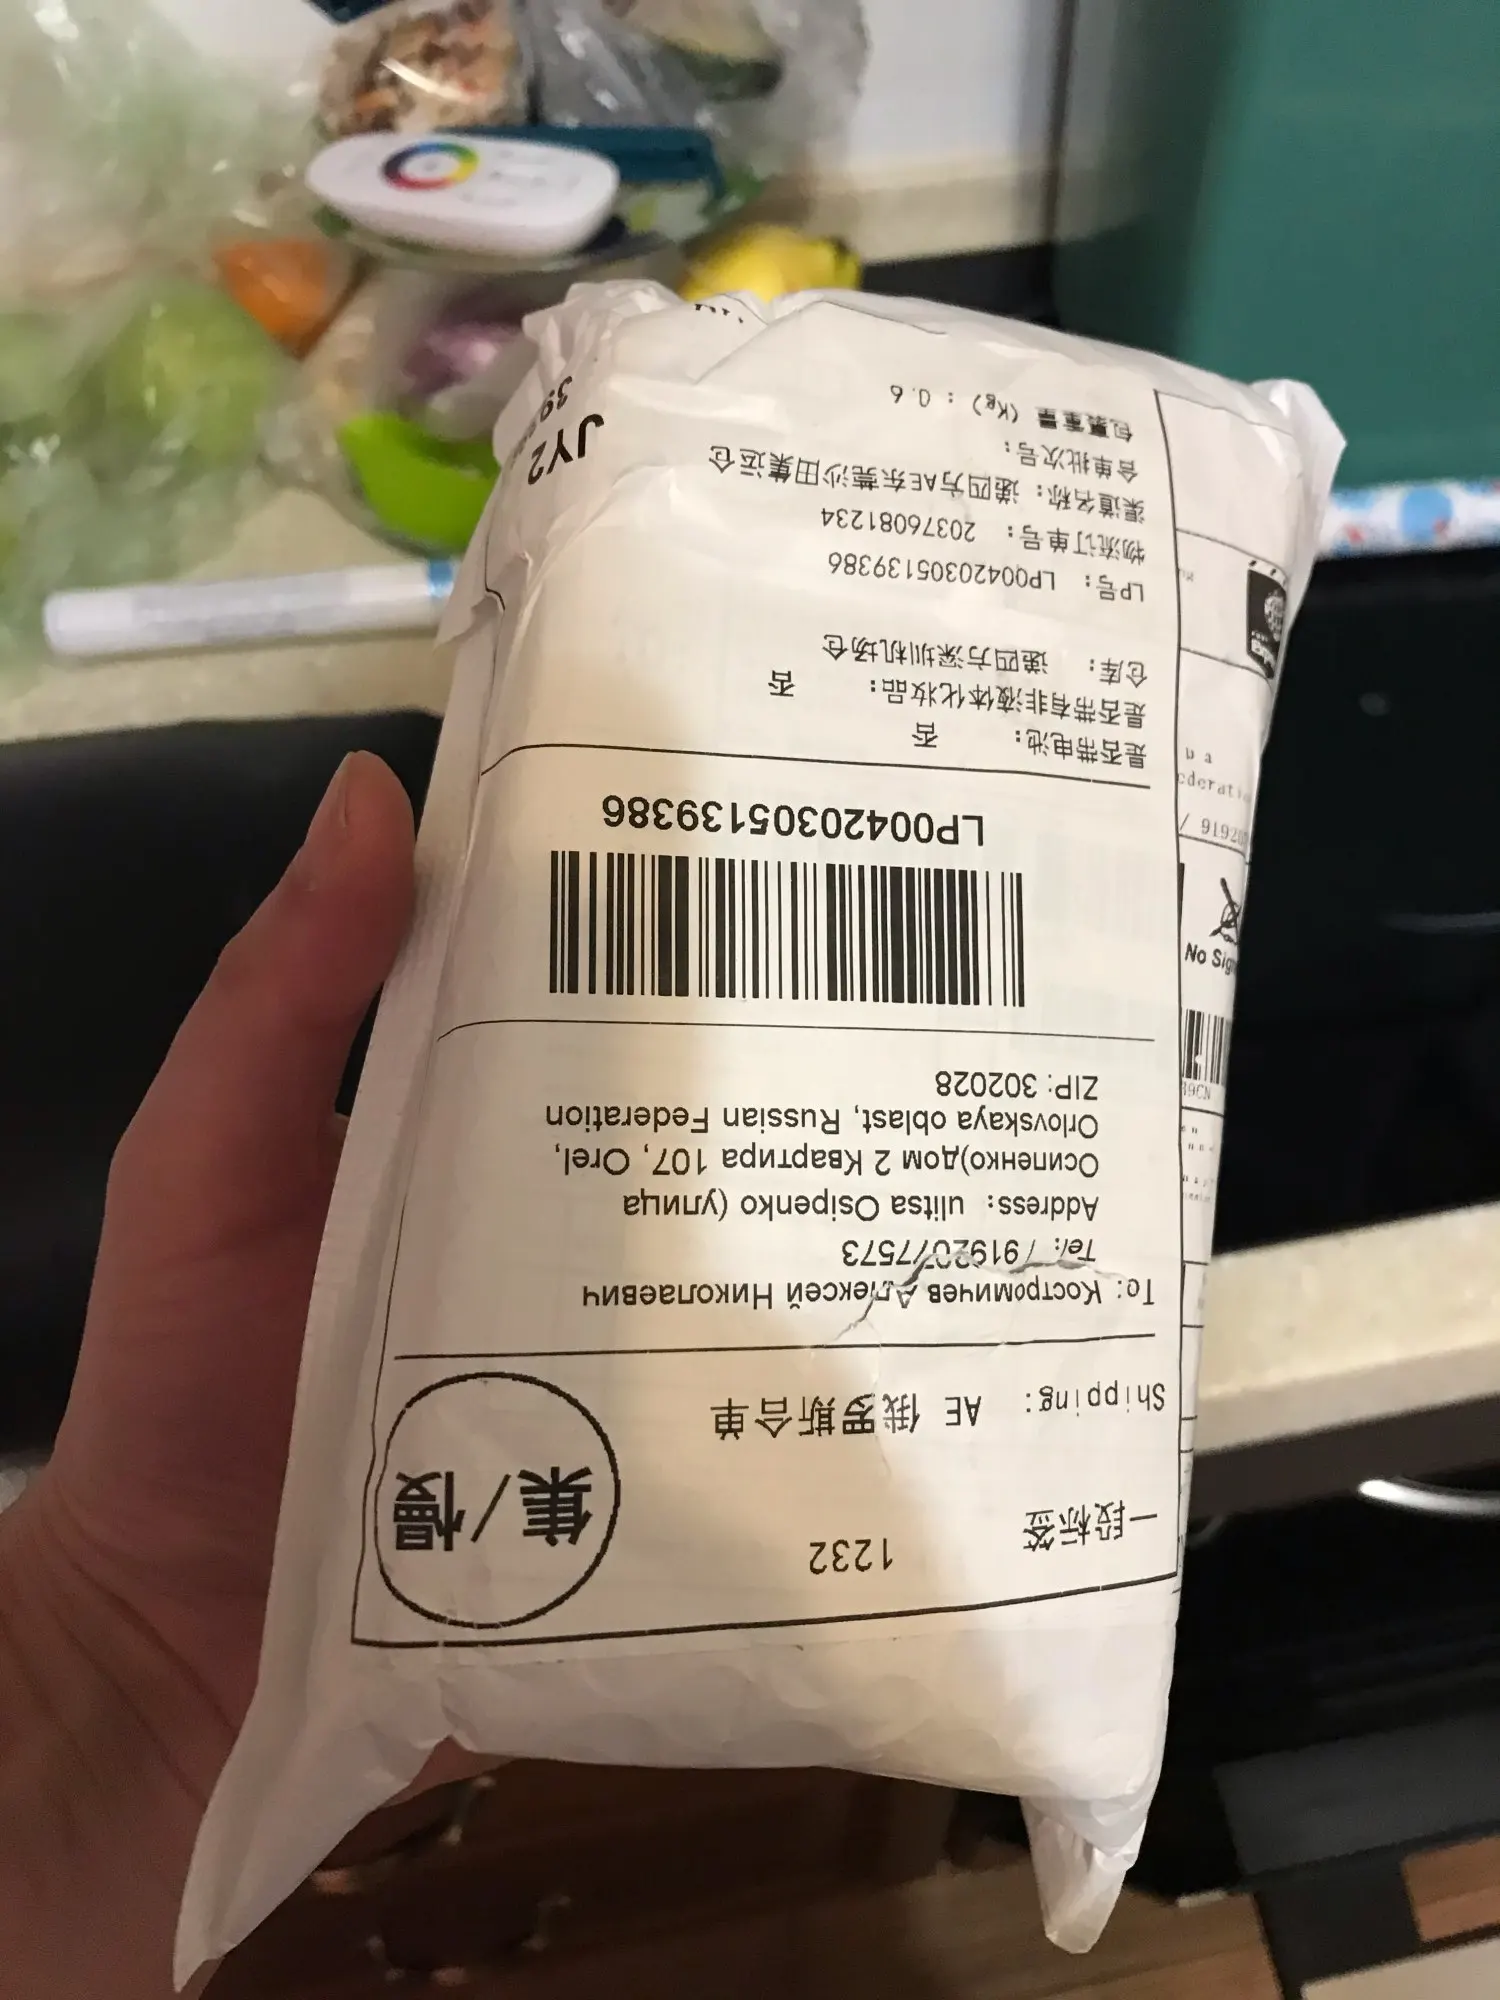 一段标签
1232
集/慢
Shipping: AE 俄罗斯合单
To: Костромичев Алексей Николаевич
Tel: 79192077573
Address: ulitsa Osipenko (улица
Осипенко)дом 2 Квартира 107, Orel,
Orlovskaya oblast, Russian Federation
ZIP: 302028
LP00420305139386
是否带电池: 否
是否带有非液体化妆品: 否
仓库: 递四方深圳机场仓
LP号: LP00420305139386
物流订单号: 20376081234
渠道名称: 递四方AE东莞沙田集运仓
合单批次号:
包裹重量 (Kg) : 0.6
JY2
39
No Sig
39CN
/ 91920